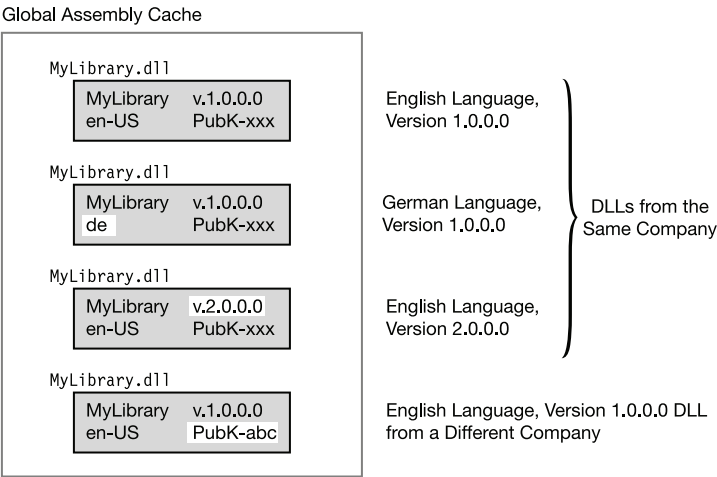 Global Assembly Cache
MyLibrary.dll
MyLibrary v.1.0.0.0
en-US PubK-xxx
English Language,
Version 1.0.0.0
MyLibrary.dll
MyLibrary v.1.0.0.0
de PubK-xxx
German Language,
Version 1.0.0.0
DLLs from the
Same Company
MyLibrary.dll
MyLibrary v.2.0.0.0
en-US PubK-xxx
English Language,
Version 2.0.0.0
MyLibrary.dll
MyLibrary v.1.0.0.0
en-US PubK-abc
English Language, Version 1.0.0.0 DLL
from a Different Company